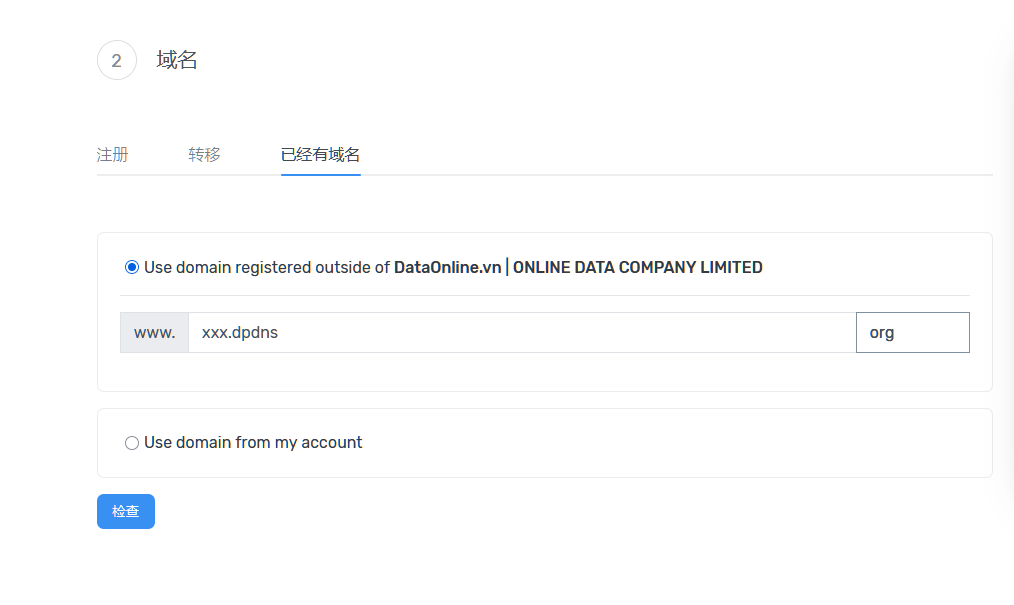 2 域名
注册 转移 已经有域名
Use domain registered outside of DataOnline.vn | ONLINE DATA COMPANY LIMITED
www. xxx.dpdns org
Use domain from my account
检查